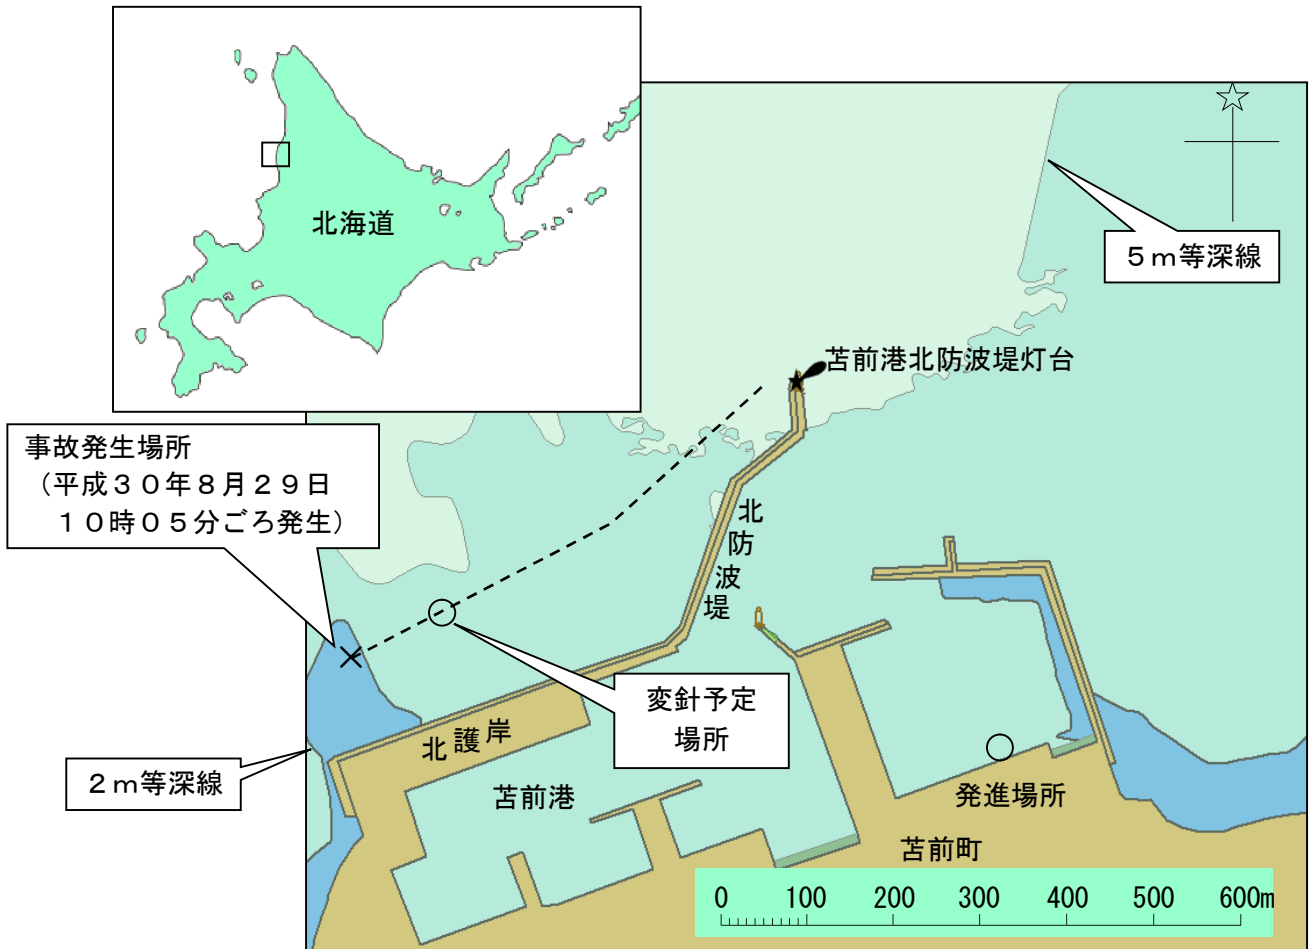 北海道
5m等深線
苫前港北防波堤灯台
事故発生場所
(平成30年8月29日
10時05分ごろ発生)
北防波堤
変針予定
場所
北護岸
2m等深線
苫前港
発進場所
苫前町
0 100 200 300 400 500 600m